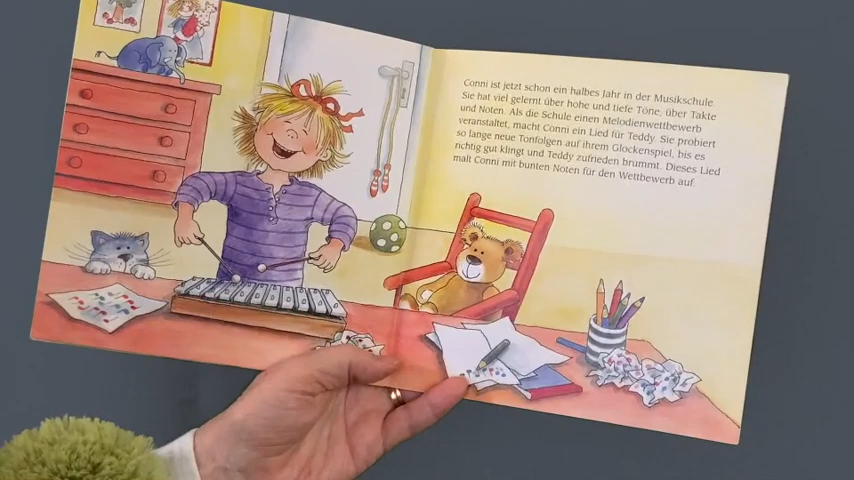 Conni ist jetzt schon ein halbes Jahr in der Musikschule.
Sie hat viel gelernt über hohe und tiefe Töne, über Takte
und Noten. Als die Schule einen Melodienwettbewerb
veranstaltet, macht Conni ein Lied für Teddy. Sie probiert
so lange neue Tonfolgen auf ihrem Glockenspiel, bis es
richtig gut klingt und Teddy zufrieden brummt. Dieses Lied
malt Conni mit bunten Noten für den Wettbewerb auf.